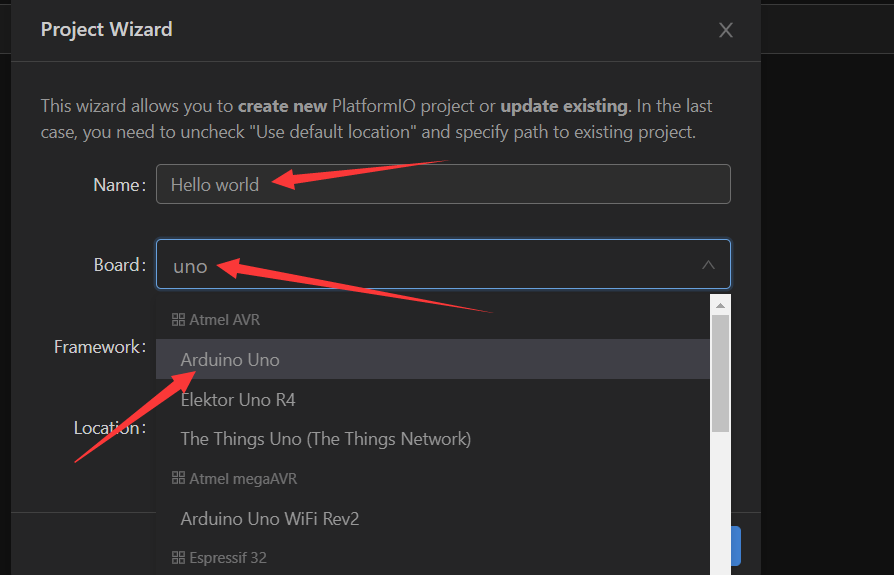 Project Wizard
This wizard allows you to create new PlatformIO project or update existing. In the last
case, you need to uncheck "Use default location" and specify path to existing project.
Name:
Hello world
Board:
uno
Atmel AVR
Framework:
Arduino Uno
Elektor Uno R4
Location:
The Things Uno (The Things Network)
Atmel megaAVR
Arduino Uno WiFi Rev2
Espressif 32